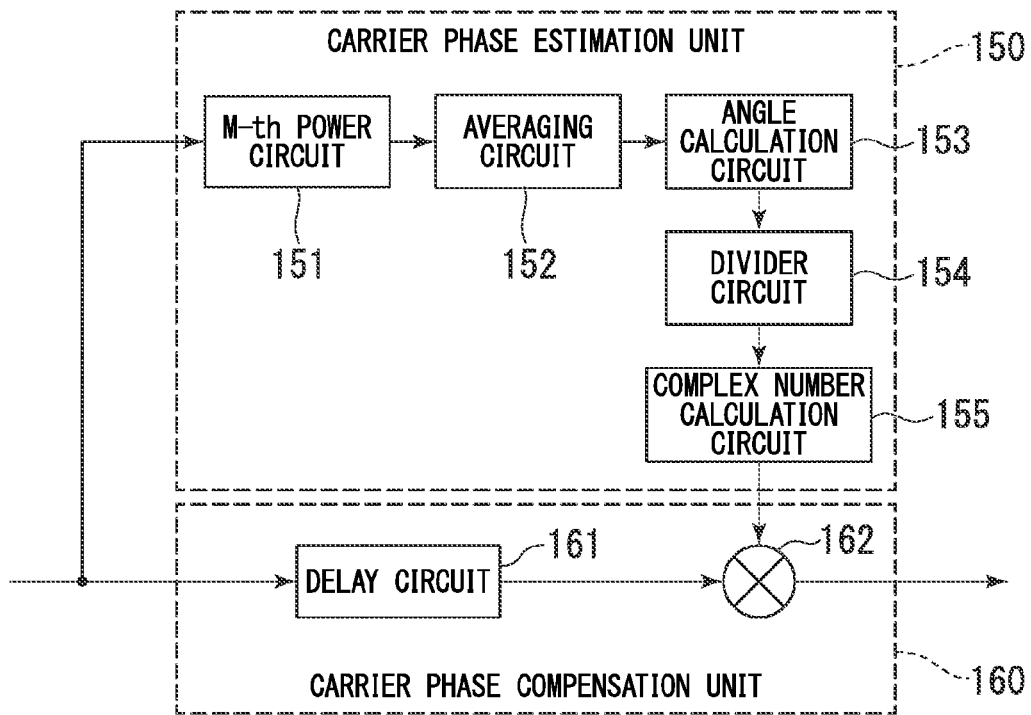 CARRIER PHASE ESTIMATION UNIT
150
M-th POWER
CIRCUIT
151
AVERAGING
CIRCUIT
152
ANGLE
CALCULATION
CIRCUIT
153
DIVIDER
CIRCUIT
154
COMPLEX NUMBER
CALCULATION
CIRCUIT
155
DELAY CIRCUIT
161
162
CARRIER PHASE COMPENSATION UNIT
160